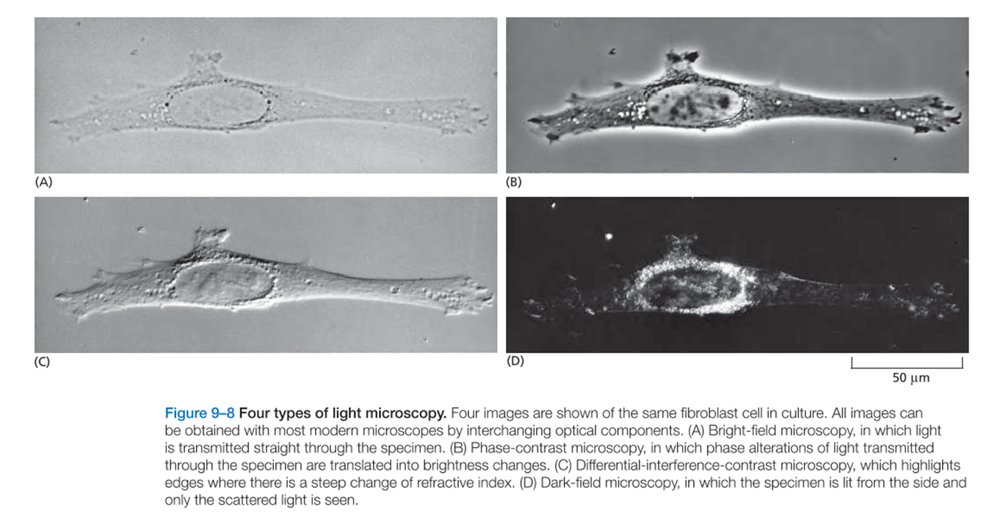 (A)
(B)
(C)
(D)
50 μm
Figure 9–8 Four types of light microscopy. Four images are shown of the same fibroblast cell in culture. All images can
be obtained with most modern microscopes by interchanging optical components. (A) Bright-field microscopy, in which light
is transmitted straight through the specimen. (B) Phase-contrast microscopy, in which phase alterations of light transmitted
through the specimen are translated into brightness changes. (C) Differential-interference-contrast microscopy, which highlights
edges where there is a steep change of refractive index. (D) Dark-field microscopy, in which the specimen is lit from the side and
only the scattered light is seen.